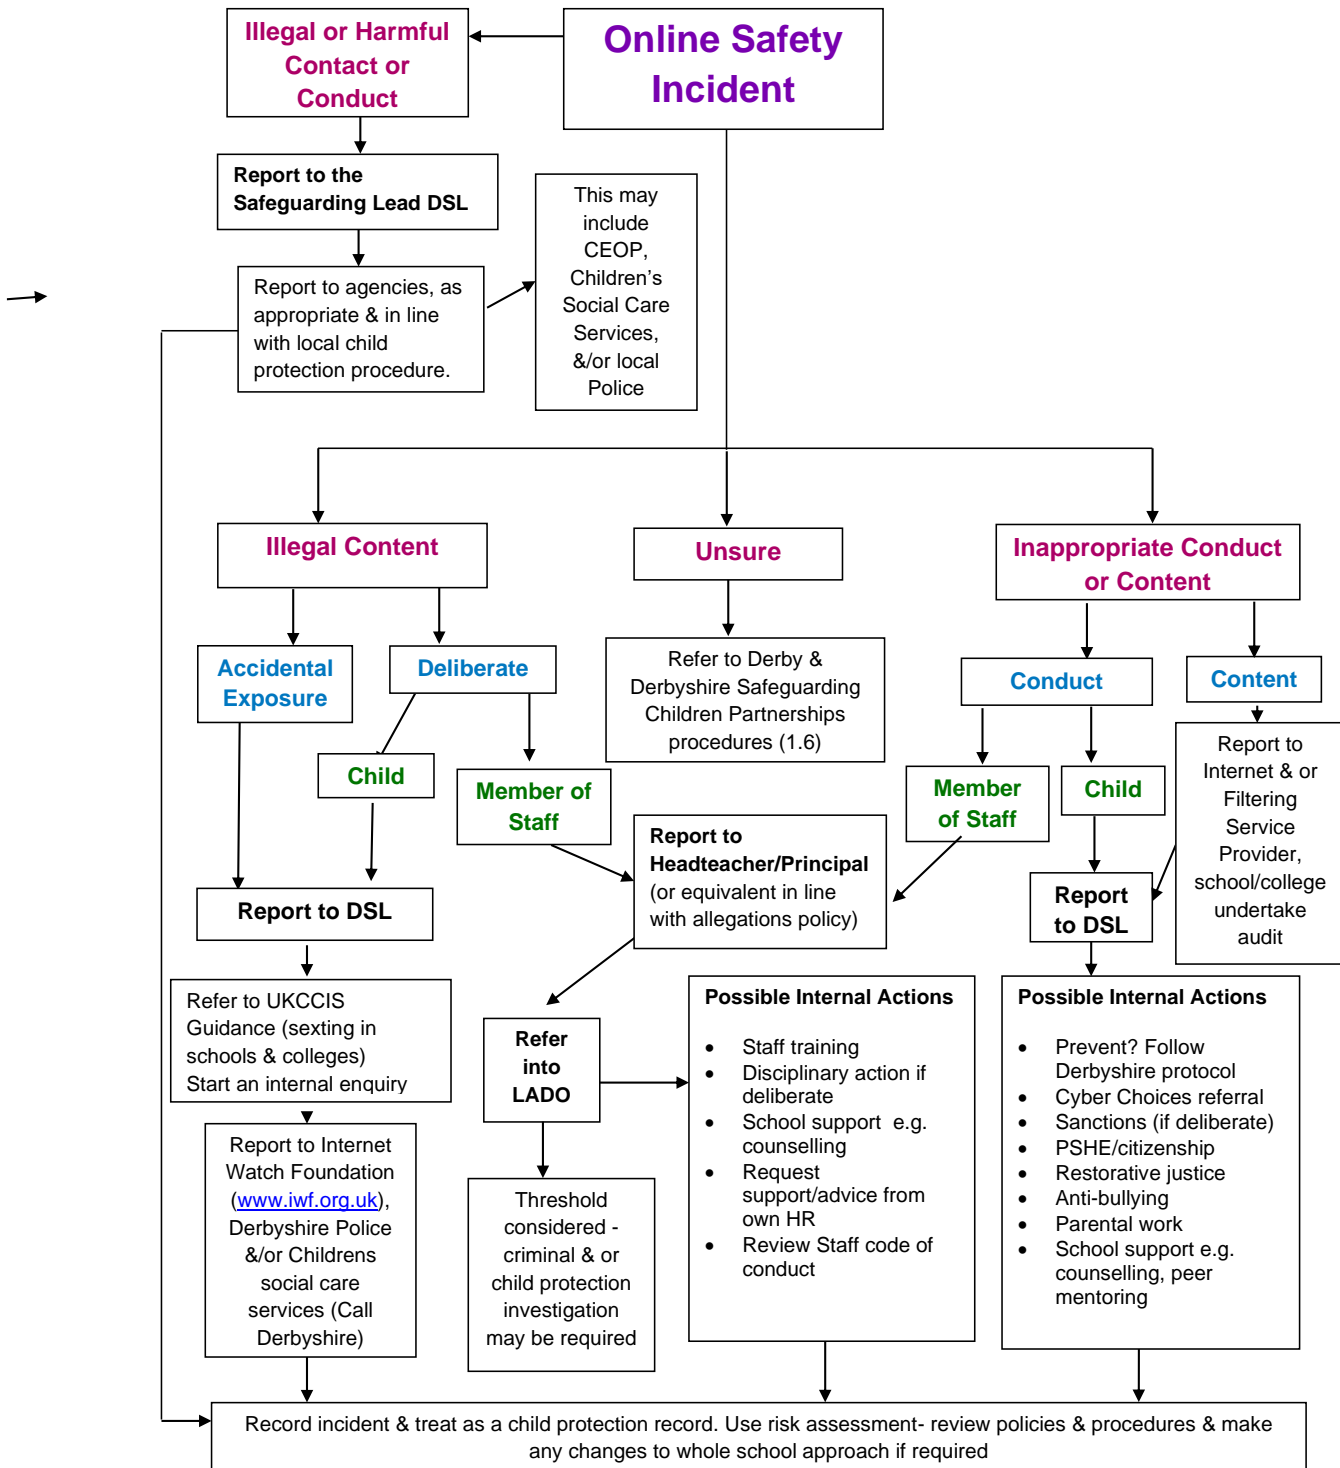 Illegal or Harmful
Contact or
Conduct
Online Safety
Incident
Report to the
Safeguarding Lead DSL
This may
include
CEOP,
Children’s
Social Care
Services,
&/or local
Police
Report to agencies, as
appropriate & in line
with local child
protection procedure.
Illegal Content
Unsure
Inappropriate Conduct
or Content
Accidental
Exposure
Deliberate
Refer to Derby &
Derbyshire Safeguarding
Children Partnerships
procedures (1.6)
Conduct
Content
Child
Member of
Staff
Member
of Staff
Child
Report to
Internet & or
Filtering
Service
Provider,
school/college
undertake
audit
Report to
Headteacher/Principal
(or equivalent in line
with allegations policy)
Report to DSL
Report
to DSL
Refer to UKCCIS
Guidance (sexting in
schools & colleges)
Start an internal enquiry
Refer
into
LADO
Possible Internal Actions
• Staff training
• Disciplinary action if
deliberate
• School support  e.g.
counselling
• Request
support/advice from
own HR
• Review Staff code of
conduct
Possible Internal Actions
• Prevent? Follow
Derbyshire protocol
• Cyber Choices referral
• Sanctions (if deliberate)
• PSHE/citizenship
• Restorative justice
• Anti-bullying
• Parental work
• School support e.g.
counselling, peer
mentoring
Report to Internet
Watch Foundation
(www.iwf.org.uk),
Derbyshire Police
&/or Childrens
social care
services (Call
Derbyshire)
Threshold
considered -
criminal & or
child protection
investigation
may be required
Record incident & treat as a child protection record. Use risk assessment- review policies & procedures & make
any changes to whole school approach if required